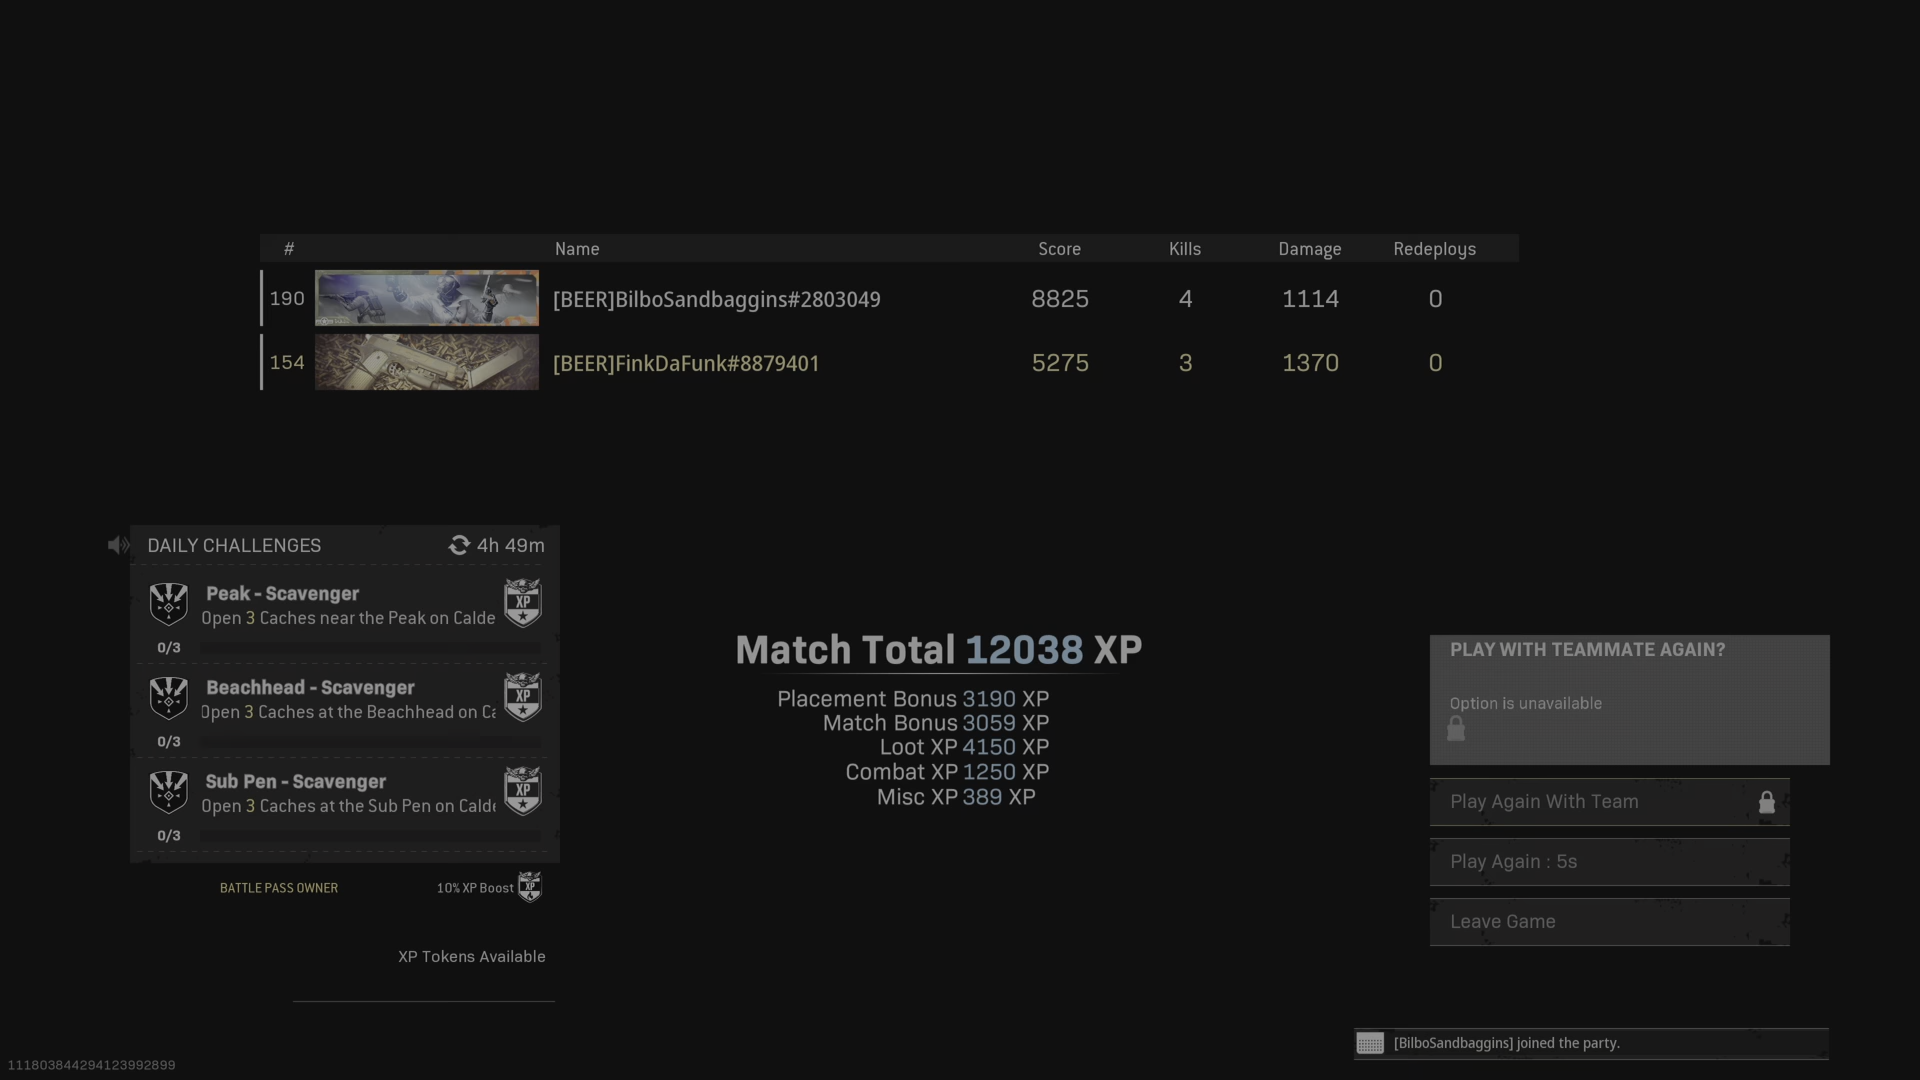 # Name Score Kills Damage Redeploys
190 [BEER]BilboSandbaggins#2803049 8825 4 1114 0
154 [BEER]FinkDaFunk#8879401 5275 3 1370 0
DAILY CHALLENGES 4h 49m
Peak - Scavenger
Open 3 Caches near the Peak on Calde
XP
0/3
Beachhead - Scavenger
Open 3 Caches at the Beachhead on Ca
XP
0/3
Sub Pen - Scavenger
Open 3 Caches at the Sub Pen on Calde
XP
0/3
BATTLE PASS OWNER 10% XP Boost XP
XP Tokens Available
Match Total 12038 XP
Placement Bonus 3190 XP
Match Bonus 3059 XP
Loot XP 4150 XP
Combat XP 1250 XP
Misc XP 389 XP
PLAY WITH TEAMMATE AGAIN?
Option is unavailable
Play Again With Team
Play Again : 5s
Leave Game
[BilboSandbaggins] joined the party.
111803844294123992899